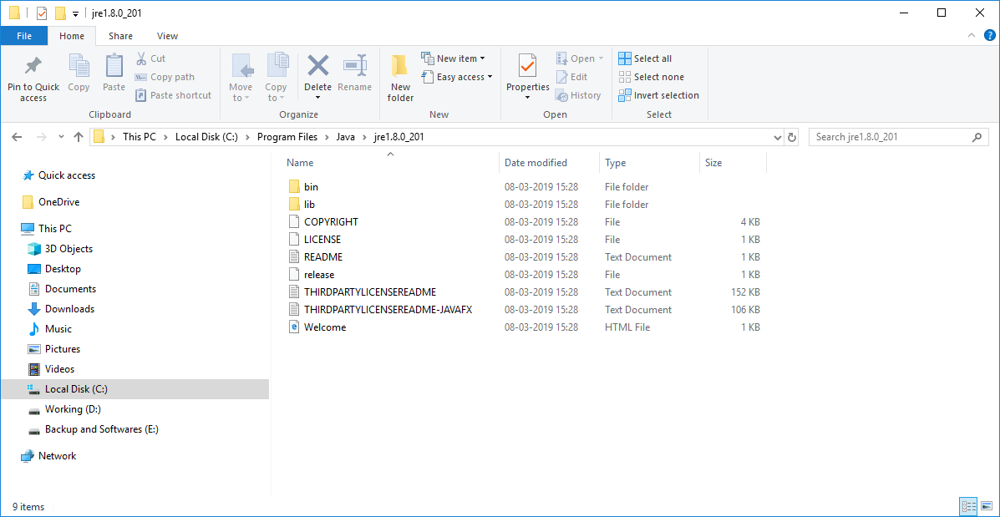 jre1.8.0_201
File Home Share View
Pin to Quick access
Copy
Paste
Cut
Copy path
Paste shortcut
Clipboard
Move to
Copy to
Delete
Rename
Organize
New folder
New item
Easy access
New
Properties
Open
Edit
History
Open
Select all
Select none
Invert selection
Select
This PC > Local Disk (C:) > Program Files > Java > jre1.8.0_201
Search jre1.8.0_201
Quick access
OneDrive
This PC
3D Objects
Desktop
Documents
Downloads
Music
Pictures
Videos
Local Disk (C:)
Working (D:)
Backup and Softwares (E:)
Network
Name Date modified Type Size
bin 08-03-2019 15:28 File folder
lib 08-03-2019 15:28 File folder
COPYRIGHT 08-03-2019 15:28 File 4 KB
LICENSE 08-03-2019 15:28 File 1 KB
README 08-03-2019 15:28 Text Document 1 KB
release 08-03-2019 15:28 File 1 KB
THIRDPARTYLICENSEREADME 08-03-2019 15:28 Text Document 152 KB
THIRDPARTYLICENSEREADME-JAVAFX 08-03-2019 15:28 Text Document 106 KB
Welcome 08-03-2019 15:28 HTML File 1 KB
9 items